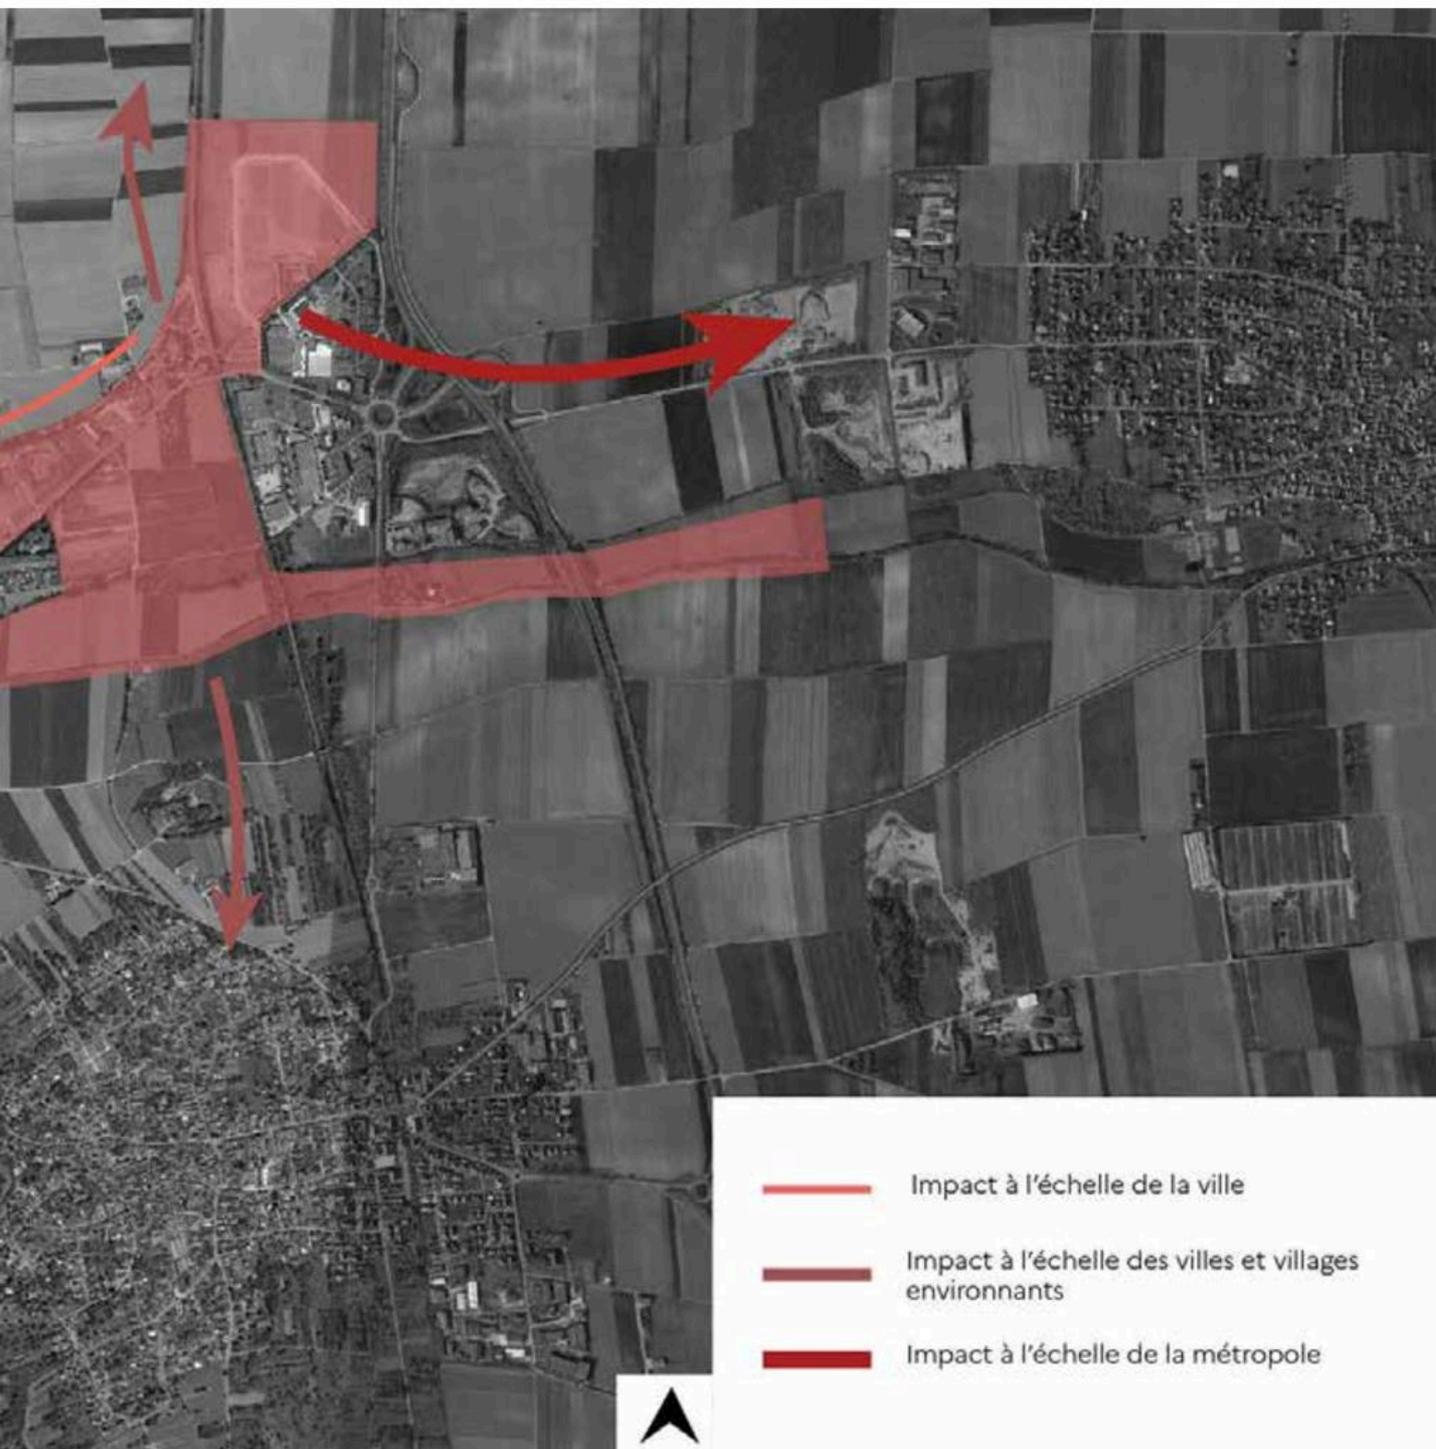 Impact à l'échelle de la ville
Impact à l'échelle des villes et villages
environnants
Impact à l'échelle de la métropole